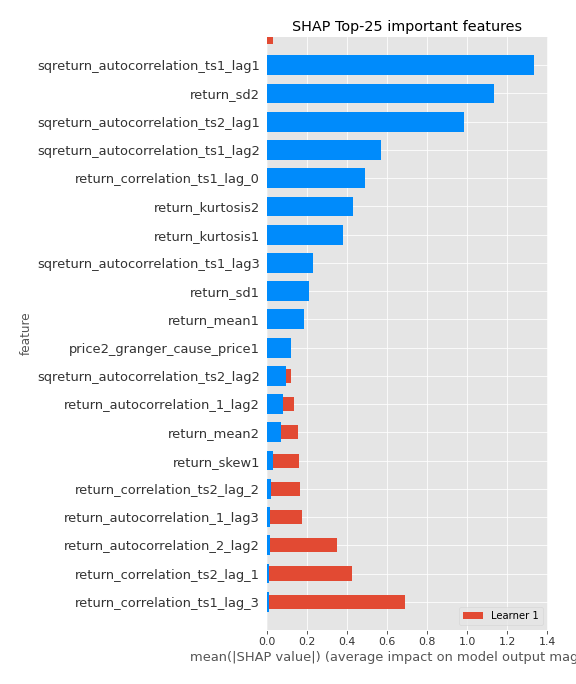 SHAP Top-25 important features
sqreturn_autocorrelation_ts1_lag1
return_sd2
sqreturn_autocorrelation_ts2_lag1
sqreturn_autocorrelation_ts1_lag2
return_correlation_ts1_lag_0
return_kurtosis2
return_kurtosis1
sqreturn_autocorrelation_ts1_lag3
return_sd1
return_mean1
price2_granger_cause_price1
sqreturn_autocorrelation_ts2_lag2
return_autocorrelation_1_lag2
return_mean2
return_skew1
return_correlation_ts2_lag_2
return_autocorrelation_1_lag3
return_autocorrelation_2_lag2
return_correlation_ts2_lag_1
return_correlation_ts1_lag_3
feature
Learner 1
0.0 0.2 0.4 0.6 0.8 1.0 1.2 1.4
mean(|SHAP value|) (average impact on model output mag